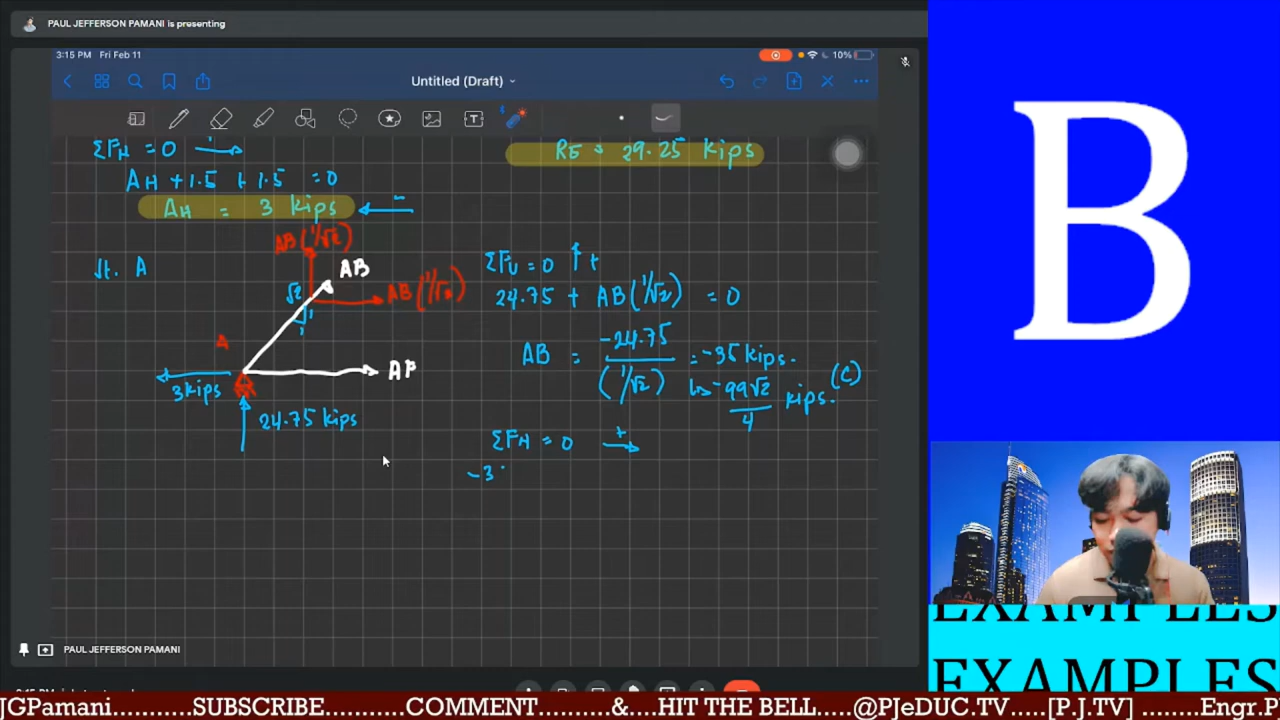 PAUL JEFFERSON PAMANI is presenting
3:15 PM Fri Feb 11
10%
Untitled (Draft)
ΣFH = 0 +
AH + 1.5 + 1.5 = 0
AH = 3 kips -
RE = 29.25 kips
Jt. A
AB (1/√2)
AB
AB (1/√2)
√2
1
1
A
AF
3 kips
24.75 kips
ΣFV = 0 +
24.75 + AB (1/√2) = 0
AB = -24.75 / (1/√2) = -35 kips.
-99√2 / 4 kips. (C)
ΣFH = 0 +
-3
PAUL JEFFERSON PAMANI
B
EXAMPLES
EXAMPLES
JGPamani..........SUBSCRIBE..........COMMENT..........&....HIT THE BELL..........@PJeDUC.TV.....[P.J.TV].......Engr.P